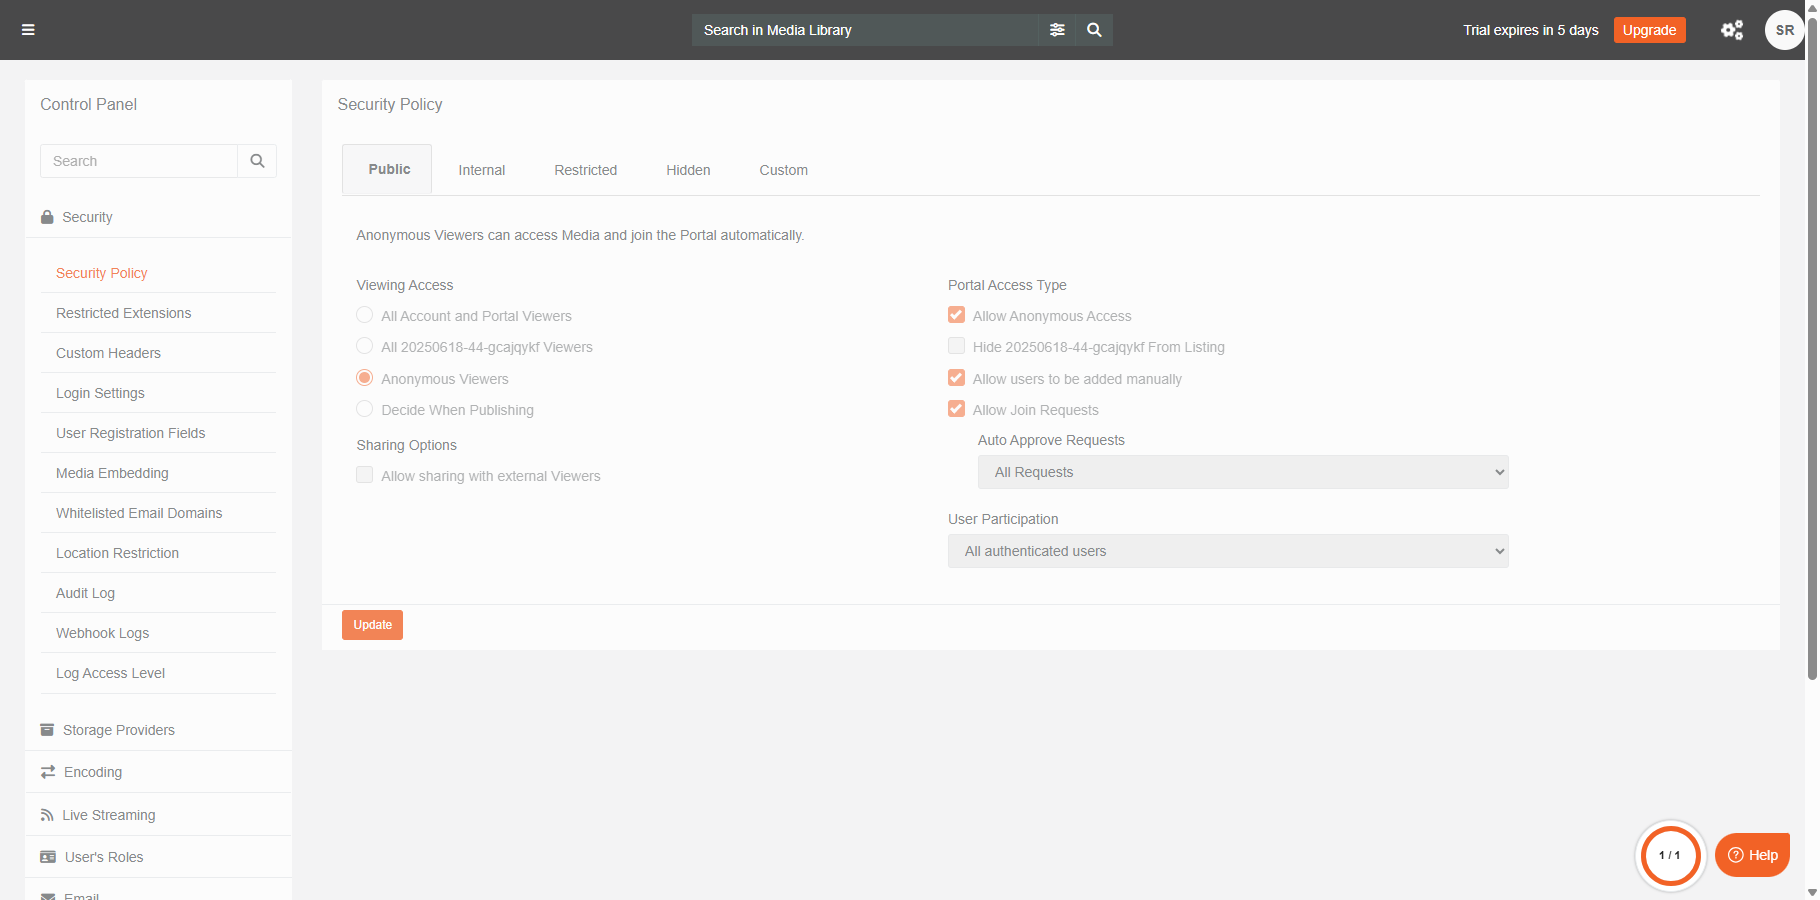 Search in Media Library
Trial expires in 5 days
Upgrade
SR
Control Panel
Search
Security
Security Policy
Restricted Extensions
Custom Headers
Login Settings
User Registration Fields
Media Embedding
Whitelisted Email Domains
Location Restriction
Audit Log
Webhook Logs
Log Access Level
Storage Providers
Encoding
Live Streaming
User's Roles
Email
Security Policy
Public
Internal
Restricted
Hidden
Custom
Anonymous Viewers can access Media and join the Portal automatically.
Viewing Access
All Account and Portal Viewers
All 20250618-44-gcajqykf Viewers
Anonymous Viewers
Decide When Publishing
Sharing Options
Allow sharing with external Viewers
Portal Access Type
Allow Anonymous Access
Hide 20250618-44-gcajqykf From Listing
Allow users to be added manually
Allow Join Requests
Auto Approve Requests
All Requests
User Participation
All authenticated users
Update
1 / 1
Help